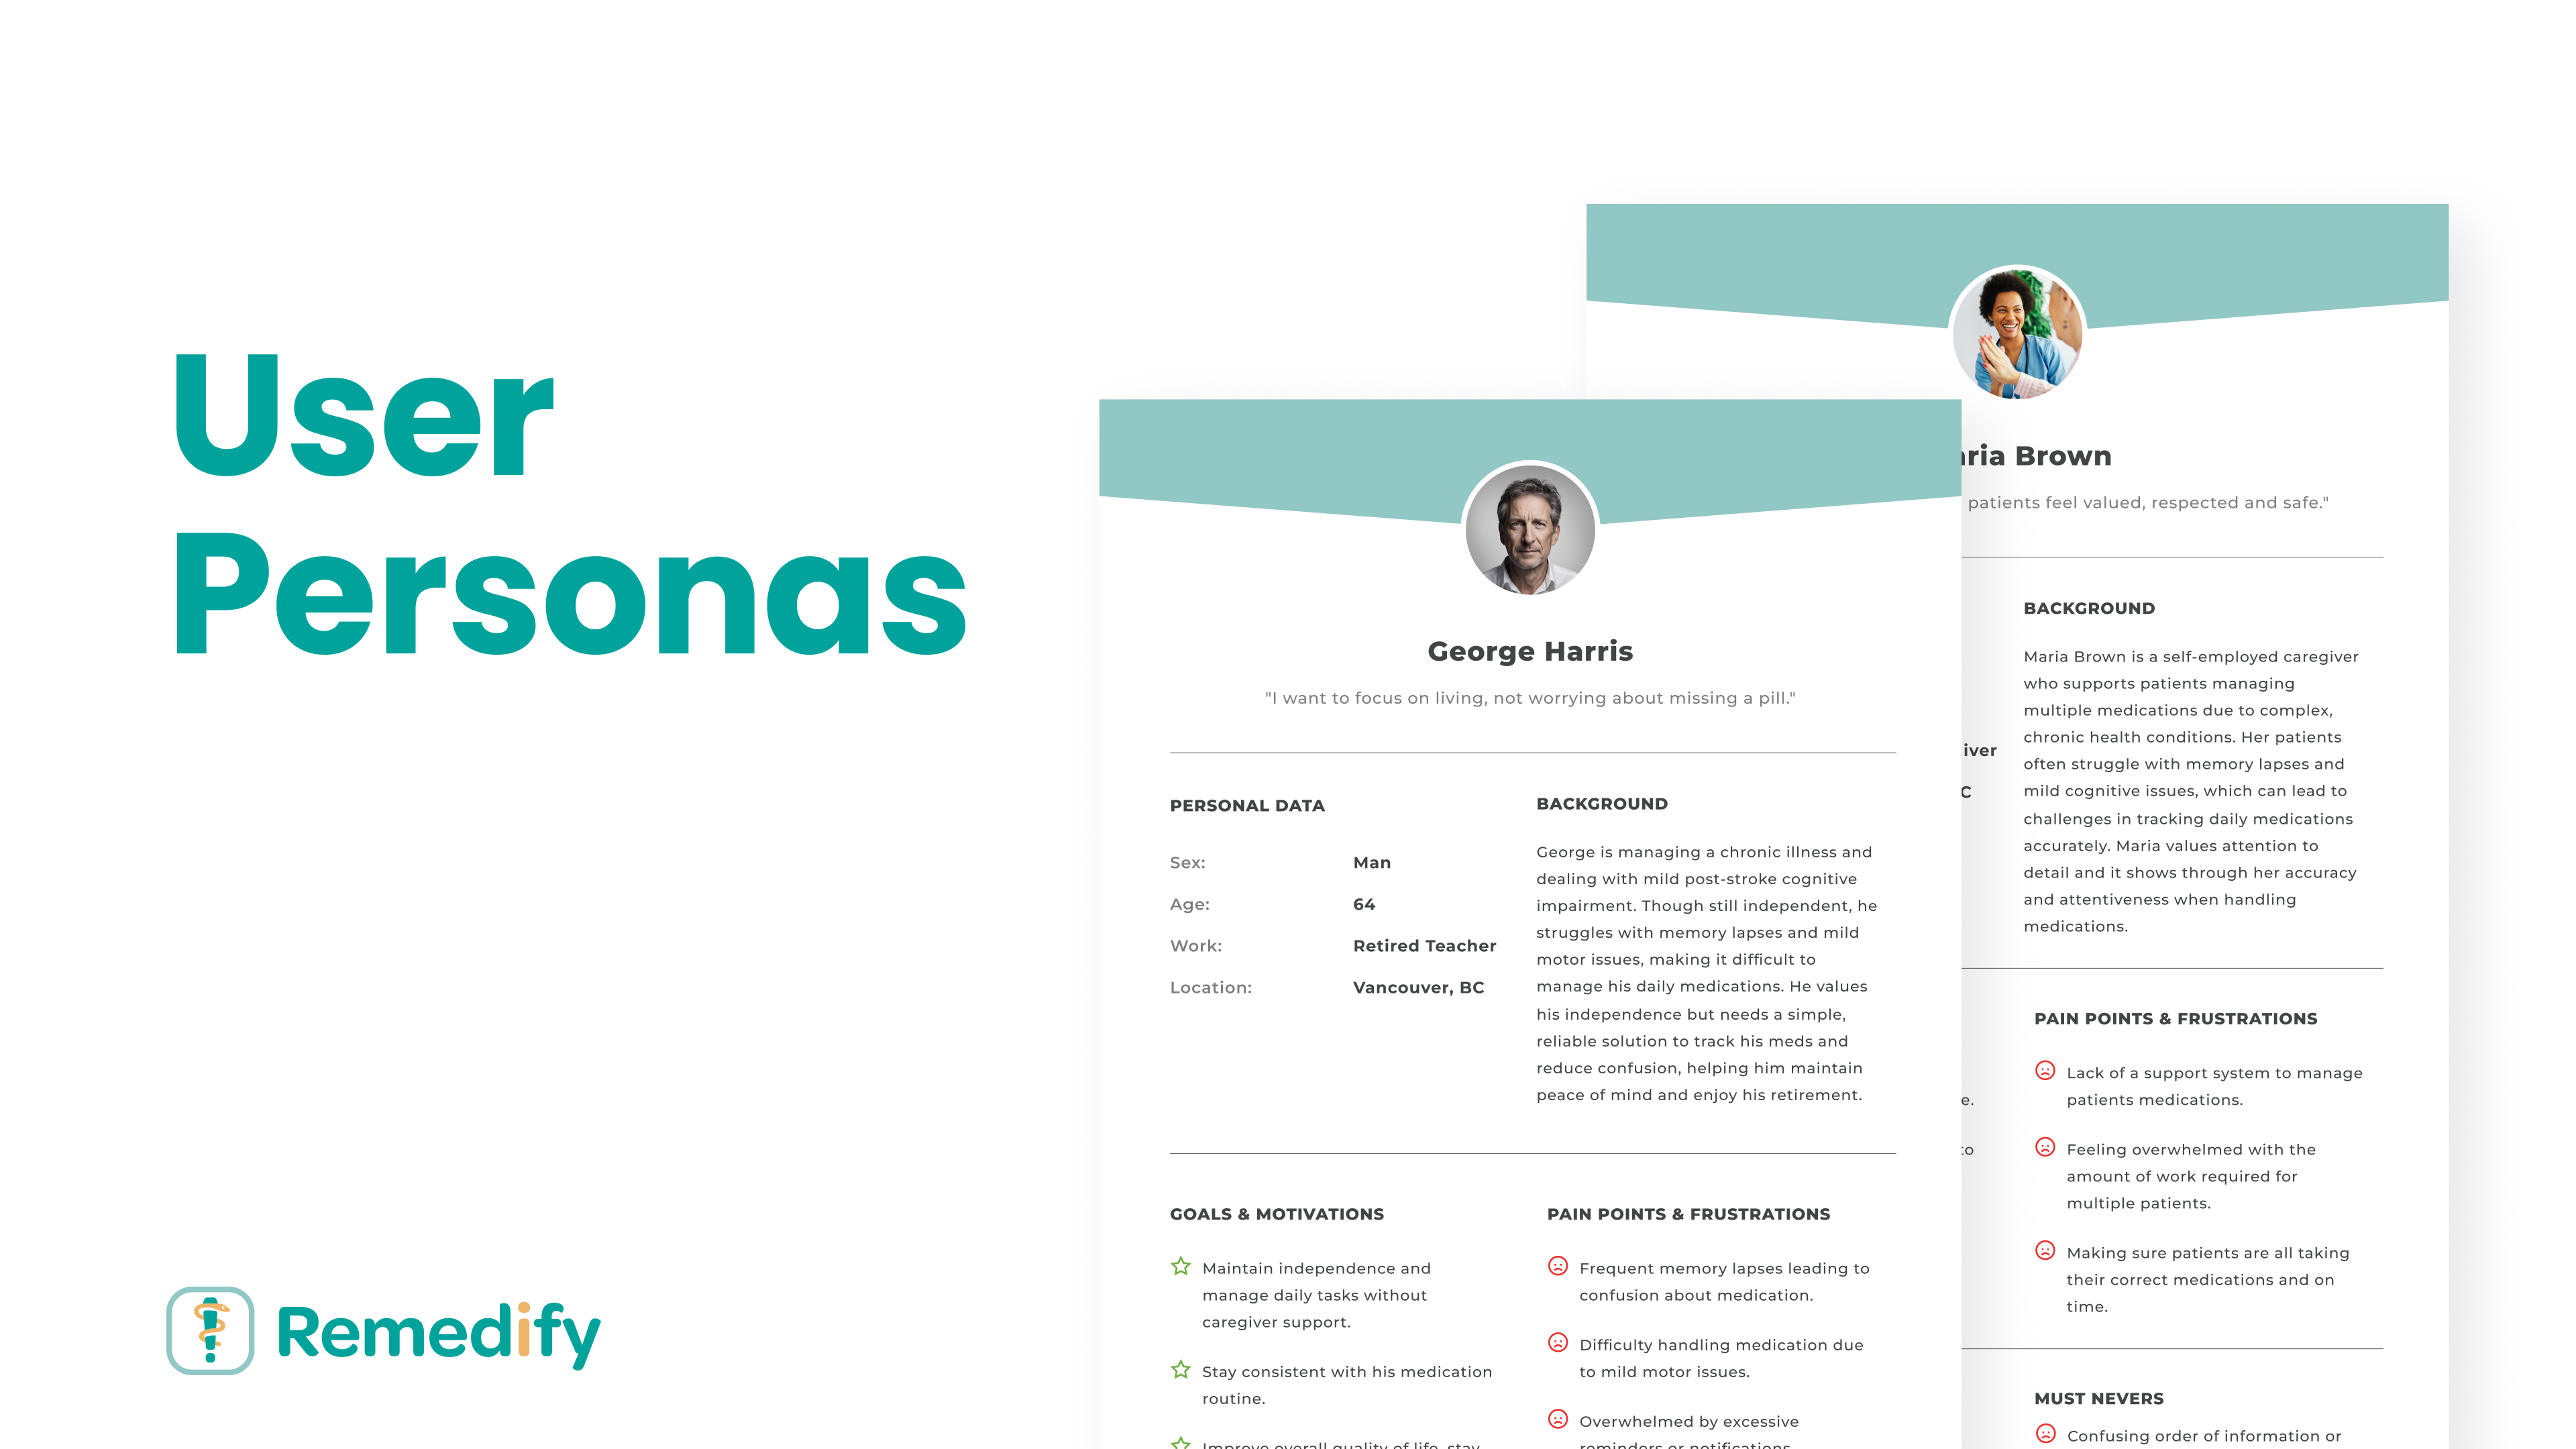 User
Personas
Remedify
George Harris
"I want to focus on living, not worrying about missing a pill."
PERSONAL DATA
Sex: Man
Age: 64
Work: Retired Teacher
Location: Vancouver, BC
BACKGROUND
George is managing a chronic illness and
dealing with mild post-stroke cognitive
impairment. Though still independent, he
struggles with memory lapses and mild
motor issues, making it difficult to
manage his daily medications. He values
his independence but needs a simple,
reliable solution to track his meds and
reduce confusion, helping him maintain
peace of mind and enjoy his retirement.
GOALS & MOTIVATIONS
Maintain independence and
manage daily tasks without
caregiver support.
Stay consistent with his medication
routine.
Improve overall quality of life, stay
PAIN POINTS & FRUSTRATIONS
Frequent memory lapses leading to
confusion about medication.
Difficulty handling medication due
to mild motor issues.
Overwhelmed by excessive
reminders or notifications
Brown
patients feel valued, respected and safe."
BACKGROUND
Maria Brown is a self-employed caregiver
who supports patients managing
multiple medications due to complex,
chronic health conditions. Her patients
often struggle with memory lapses and
mild cognitive issues, which can lead to
challenges in tracking daily medications
accurately. Maria values attention to
detail and it shows through her accuracy
and attentiveness when handling
medications.
PAIN POINTS & FRUSTRATIONS
Lack of a support system to manage
patients medications.
Feeling overwhelmed with the
amount of work required for
multiple patients.
Making sure patients are all taking
their correct medications and on
time.
MUST NEVERS
Confusing order of information or